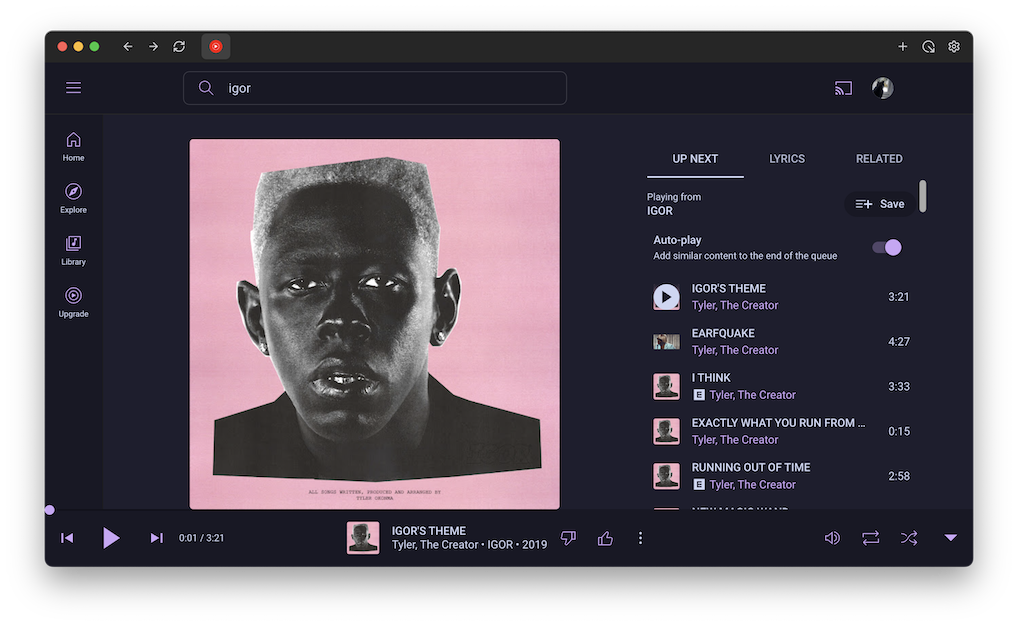 igor
Home
Explore
Library
Upgrade
ALL SONGS WRITTEN, PRODUCED AND ARRANGED BY
TYLER OKONMA
UP NEXT LYRICS RELATED
Playing from
IGOR
Save
Auto-play
Add similar content to the end of the queue
IGOR'S THEME
Tyler, The Creator
3:21
EARFQUAKE
Tyler, The Creator
4:27
I THINK
E Tyler, The Creator
3:33
EXACTLY WHAT YOU RUN FROM ...
Tyler, The Creator
0:15
RUNNING OUT OF TIME
E Tyler, The Creator
2:58
0:01 / 3:21
IGOR'S THEME
Tyler, The Creator • IGOR • 2019